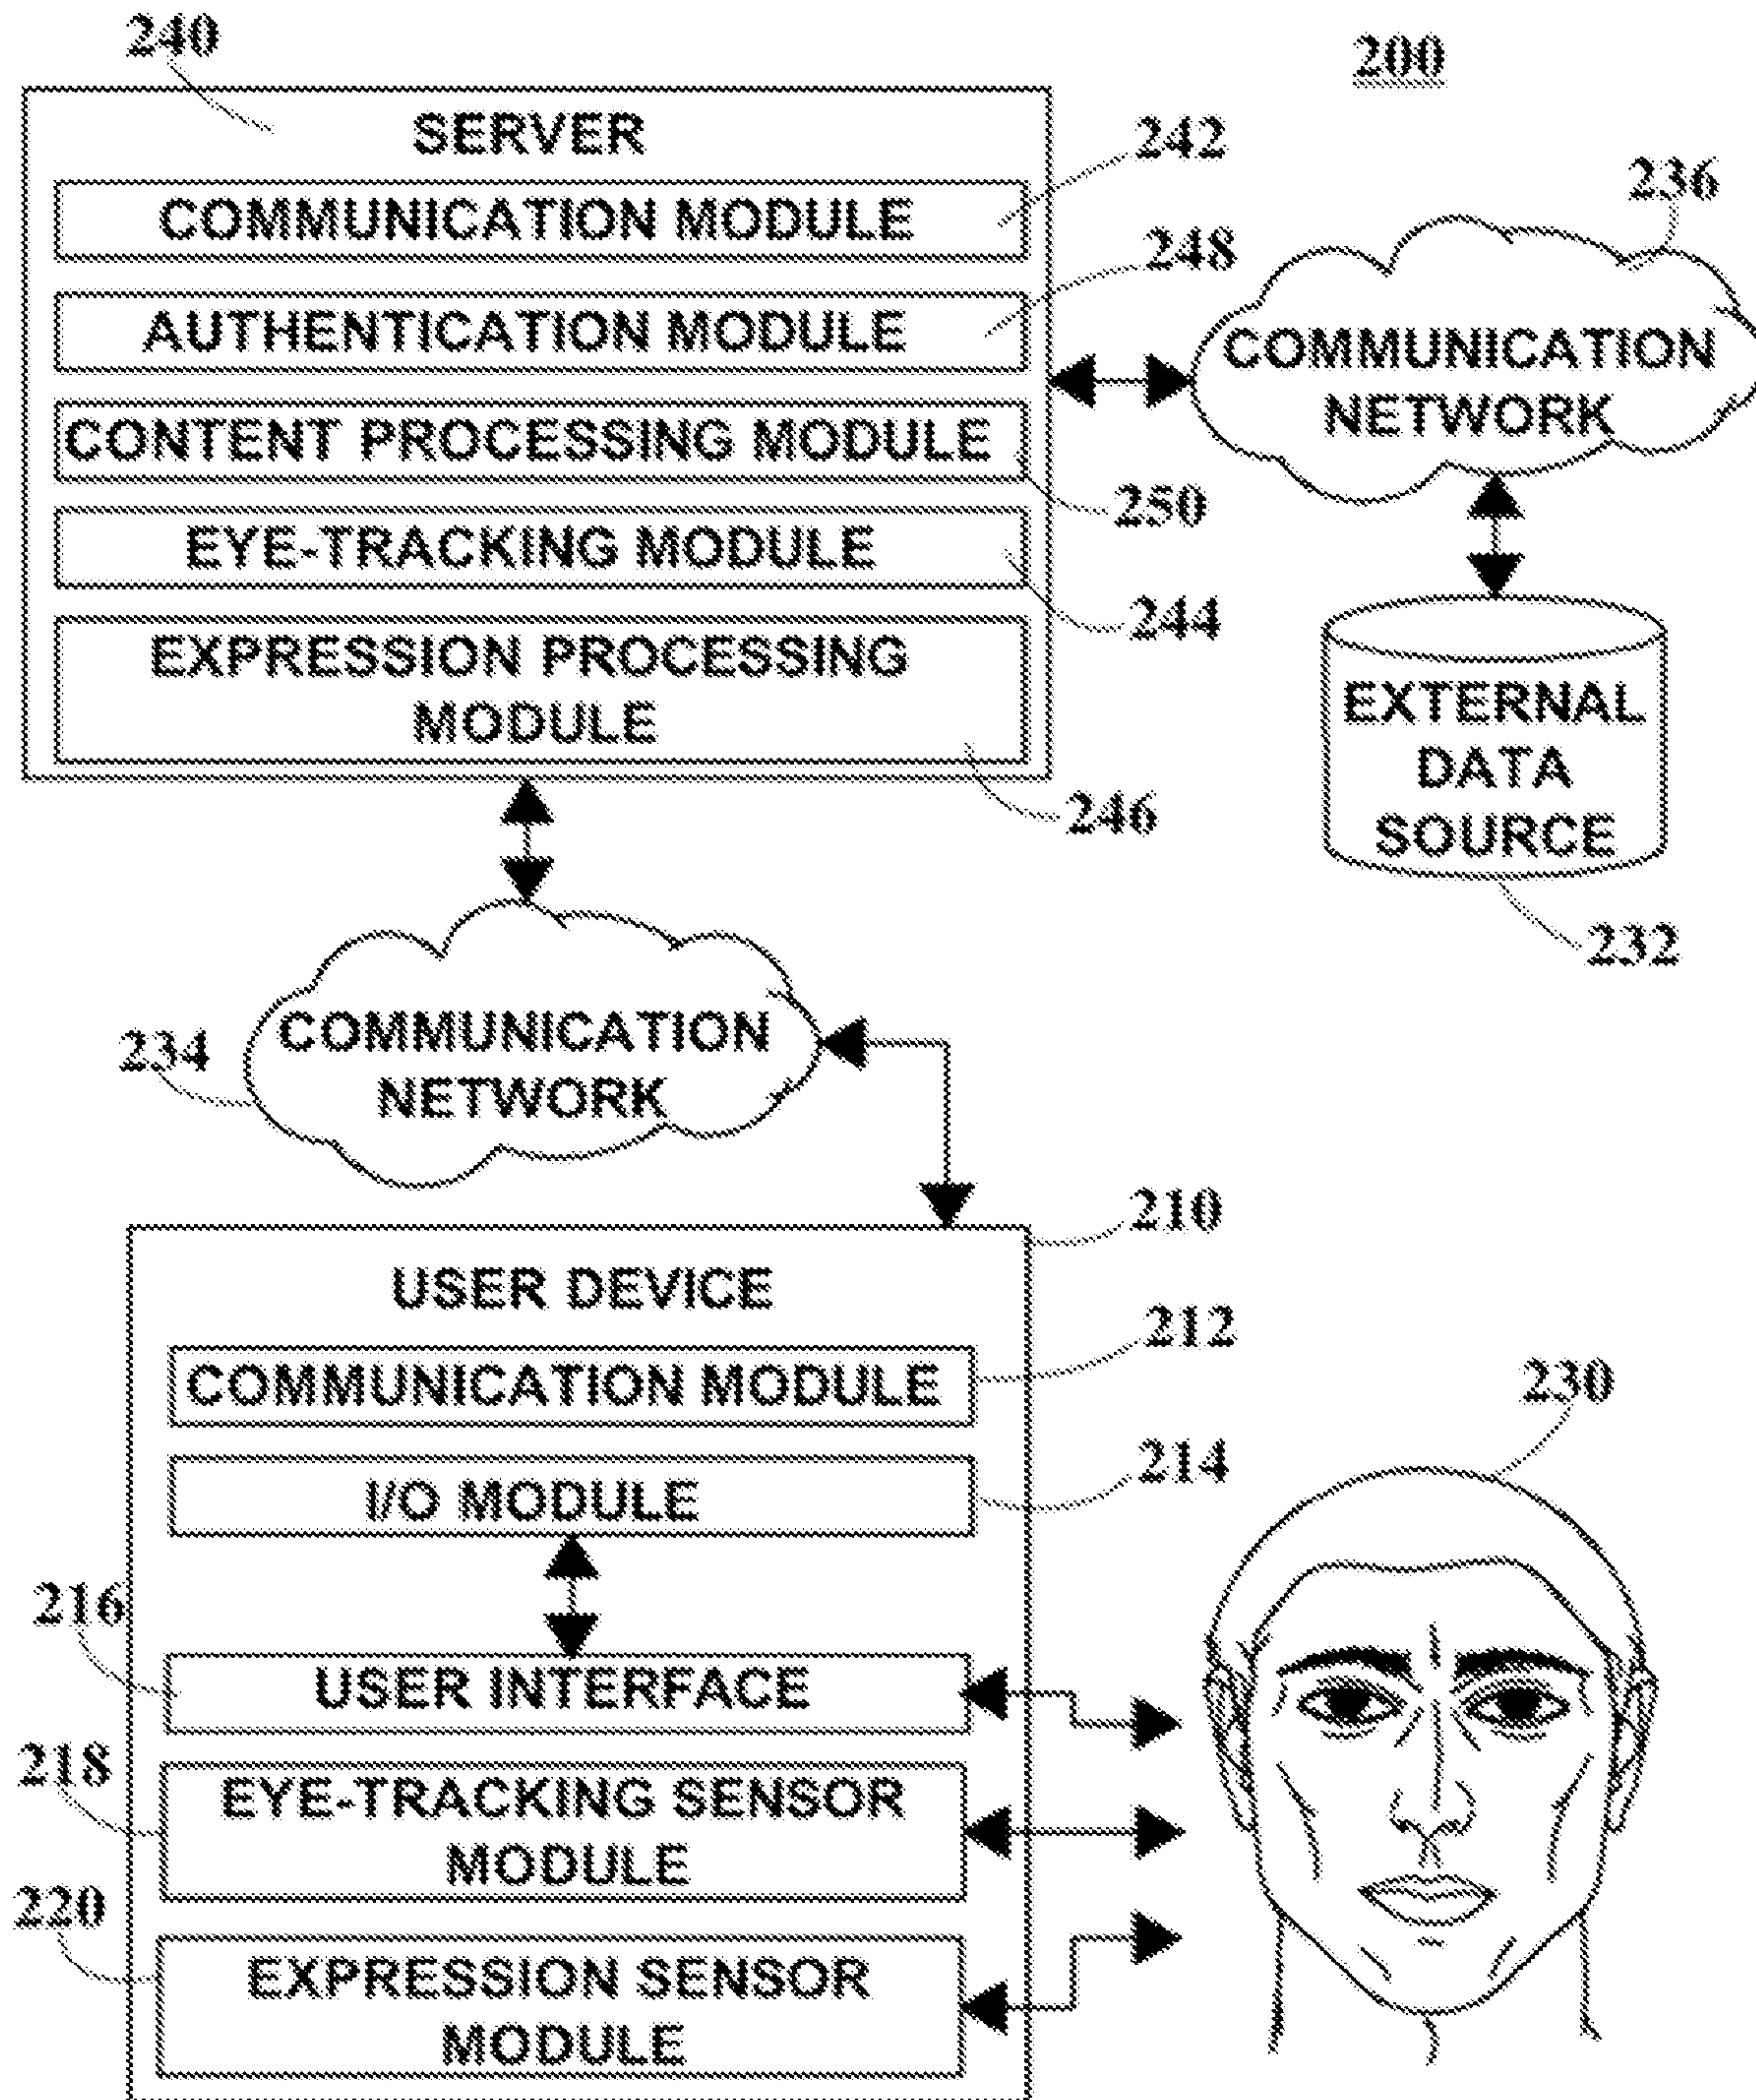 240
200
SERVER
242
COMMUNICATION MODULE
236
248
AUTHENTICATION MODULE
COMMUNICATION
NETWORK
CONTENT PROCESSING MODULE
250
EYE-TRACKING MODULE
244
EXPRESSION PROCESSING
MODULE
246
EXTERNAL
DATA
SOURCE
232
234
COMMUNICATION
NETWORK
210
USER DEVICE
212
COMMUNICATION MODULE
230
214
I/O MODULE
216
USER INTERFACE
218
EYE-TRACKING SENSOR
MODULE
220
EXPRESSION SENSOR
MODULE